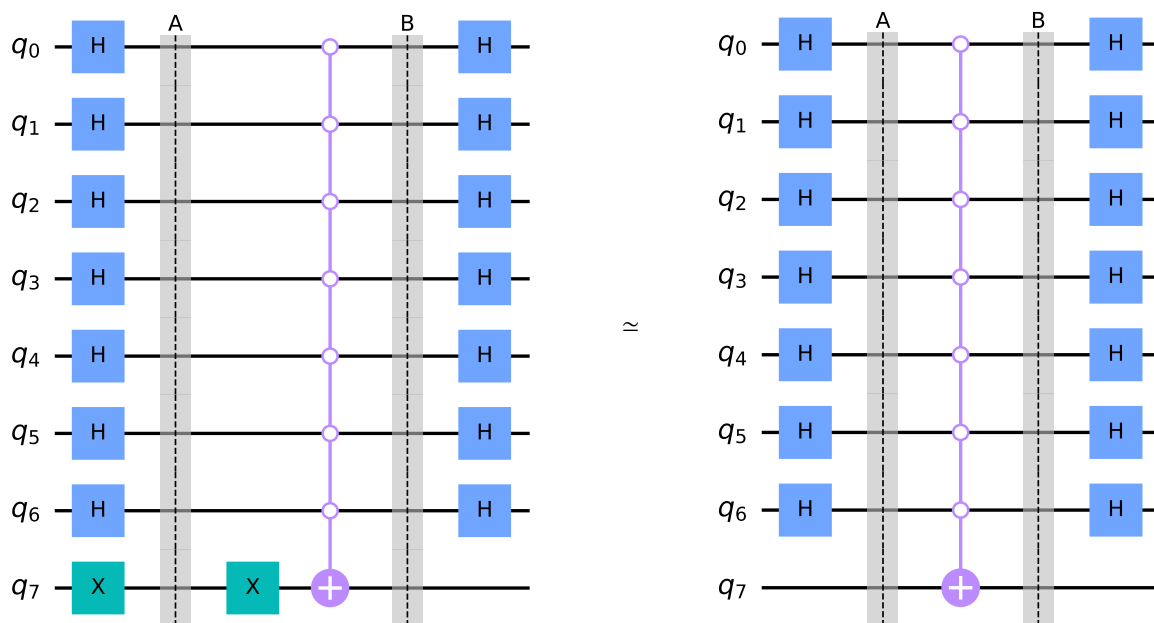 A B A B
q0 H H q0 H H
q1 H H q1 H H
q2 H H q2 H H
q3 H H q3 H H
q4 H H ≃ q4 H H
q5 H H q5 H H
q6 H H q6 H H
q7 X X q7